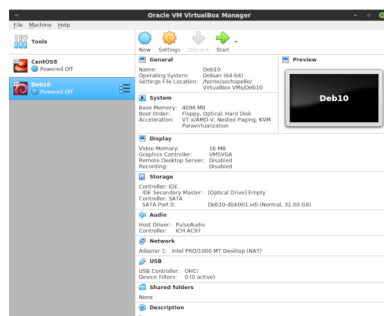 Oracle VM VirtualBox Manager
File Machine Help
Tools
New Settings Discard Start
CentOS8
Powered Off
Deb10
Powered Off
General
Name: Deb10
Operating System: Debian (64-bit)
Settings File Location: /home/aschapelle/
VirtualBox VMs/Deb10
System
Base Memory: 4096 MB
Boot Order: Floppy, Optical, Hard Disk
Acceleration: VT-x/AMD-V, Nested Paging, KVM
Paravirtualization
Preview
Deb10
Display
Video Memory: 16 MB
Graphics Controller: VMSVGA
Remote Desktop Server: Disabled
Recording: Disabled
Storage
Controller: IDE
IDE Secondary Master: [Optical Drive] Empty
Controller: SATA
SATA Port 0: Deb10-disk001.vdi (Normal, 32.00 GB)
Audio
Host Driver: PulseAudio
Controller: ICH AC97
Network
Adapter 1: Intel PRO/1000 MT Desktop (NAT)
USB
USB Controller: OHCI
Device Filters: 0 (0 active)
Shared folders
None
Description